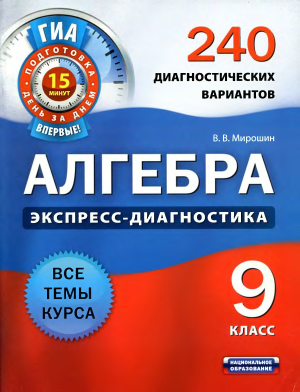 ГИА
ПОДГОТОВКА
15
МИНУТ
ДЕНЬ ЗА ДНЕМ
ВПЕРВЫЕ!
240
ДИАГНОСТИЧЕСКИХ
ВАРИАНТОВ
В. В. Мирошин
АЛГЕБРА
ЭКСПРЕСС-ДИАГНОСТИКА
ВСЕ
ТЕМЫ
КУРСА
9
КЛАСС
НАЦИОНАЛЬНОЕ
ОБРАЗОВАНИЕ